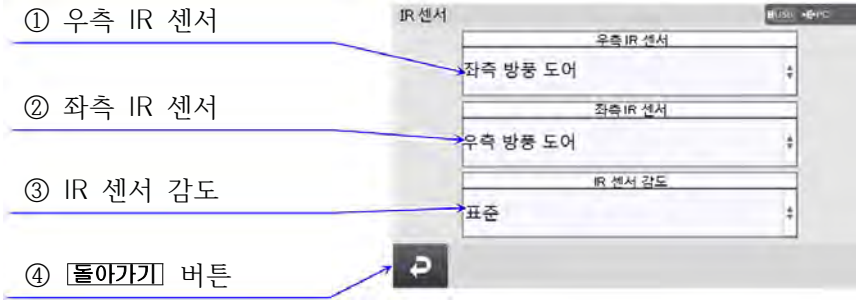 ① 우측 IR 센서
② 좌측 IR 센서
③ IR 센서 감도
④ 돌아가기 버튼
IR 센서
USB PC
우측 IR 센서
좌측 방풍 도어
좌측 IR 센서
우측 방풍 도어
IR 센서 감도
표준